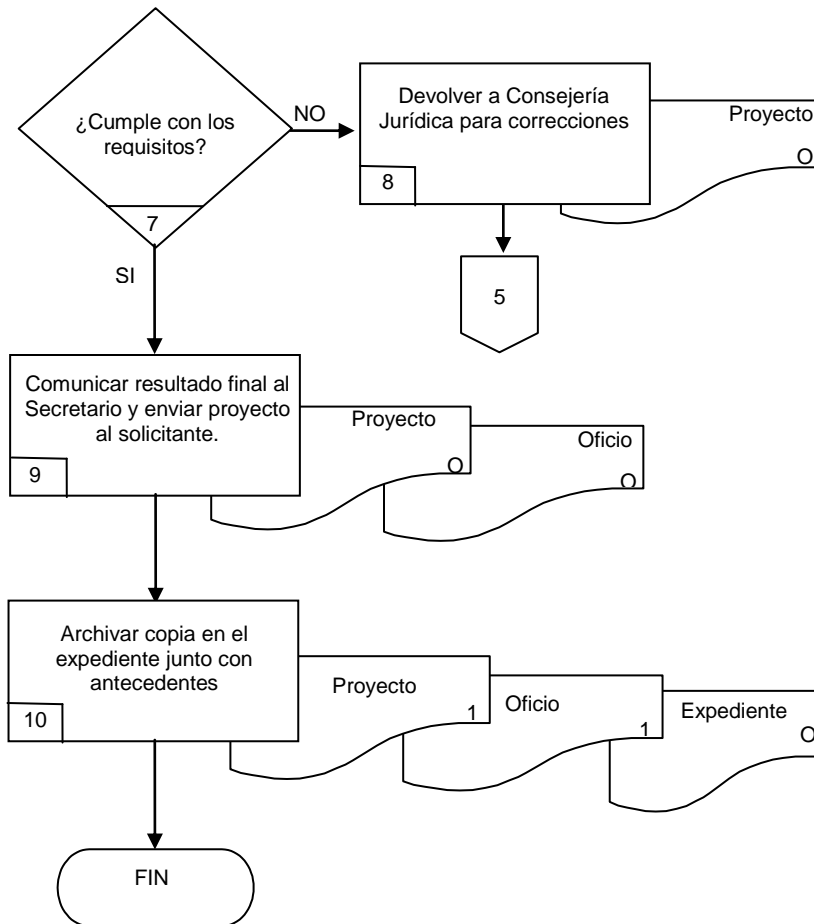 ¿Cumple con los
requisitos?
7
NO
SI
Devolver a Consejería
Jurídica para correcciones
8
Proyecto
O
5
Comunicar resultado final al
Secretario y enviar proyecto
al solicitante.
9
Proyecto
O
Oficio
O
Archivar copia en el
expediente junto con
antecedentes
10
Proyecto
1
Oficio
1
Expediente
O
FIN